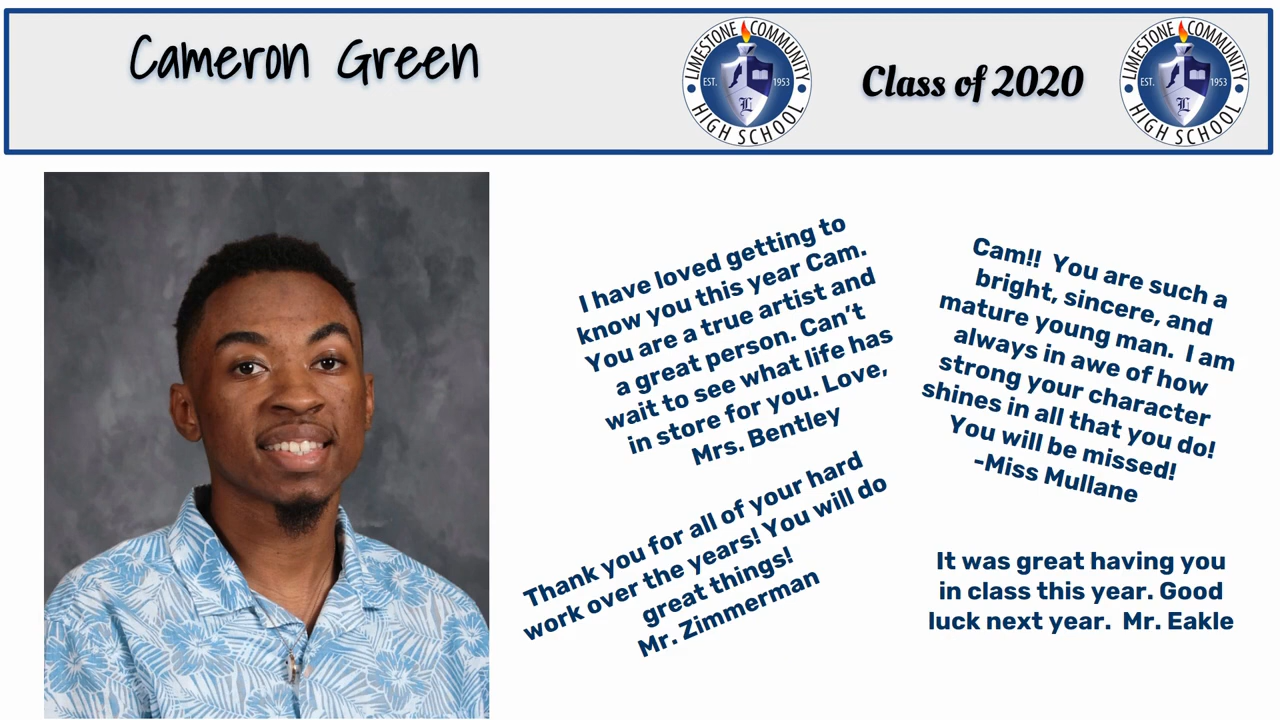 Cameron Green
LIMESTONE COMMUNITY
EST. 1953
L
HIGH SCHOOL
Class of 2020
LIMESTONE COMMUNITY
EST. 1953
L
HIGH SCHOOL
I have loved getting to
know you this year Cam.
You are a true artist and
a great person. Can't
wait to see what life has
in store for you. Love,
Mrs. Bentley
Cam!!  You are such a
bright, sincere, and
mature young man.  I am
always in awe of how
strong your character
shines in all that you do!
You will be missed!
-Miss Mullane
Thank you for all of your hard
work over the years! You will do
great things!
Mr. Zimmerman
It was great having you
in class this year. Good
luck next year.  Mr. Eakle